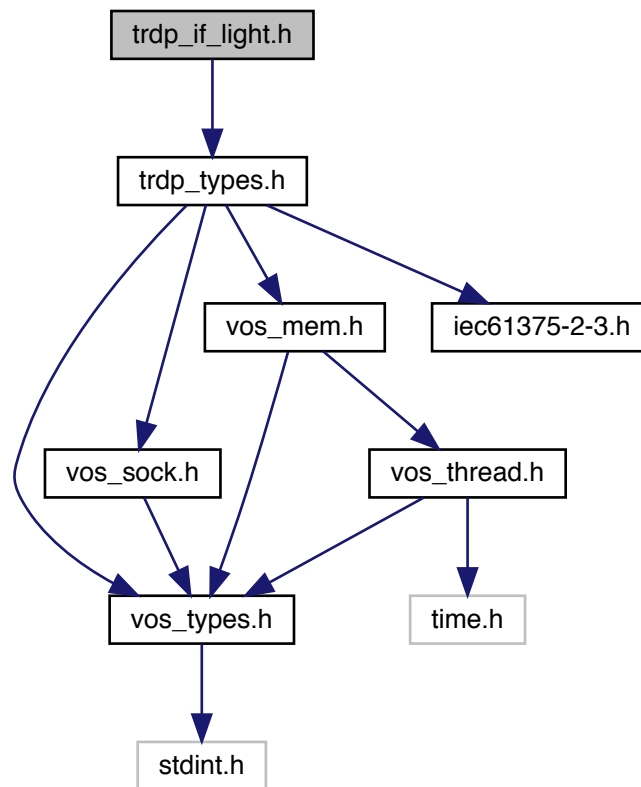 trdp_if_light.h
trdp_types.h
vos_mem.h
iec61375-2-3.h
vos_sock.h
vos_thread.h
vos_types.h
time.h
stdint.h